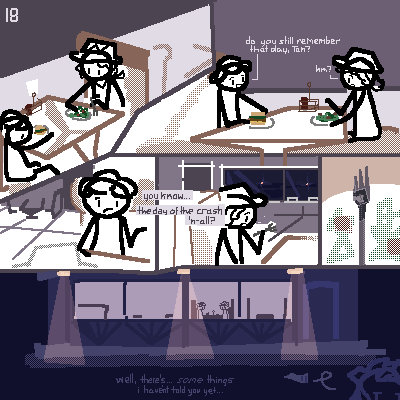 18
do you still remember
that day, Tan?
hm?
you know...
the day of the crash
'n-all?
well, there's... some things
i havent told you yet...